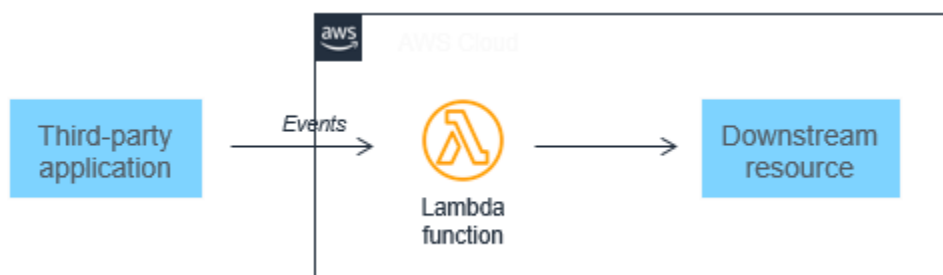 aws
AWS Cloud
Third-party
application
Events
Lambda
function
Downstream
resource